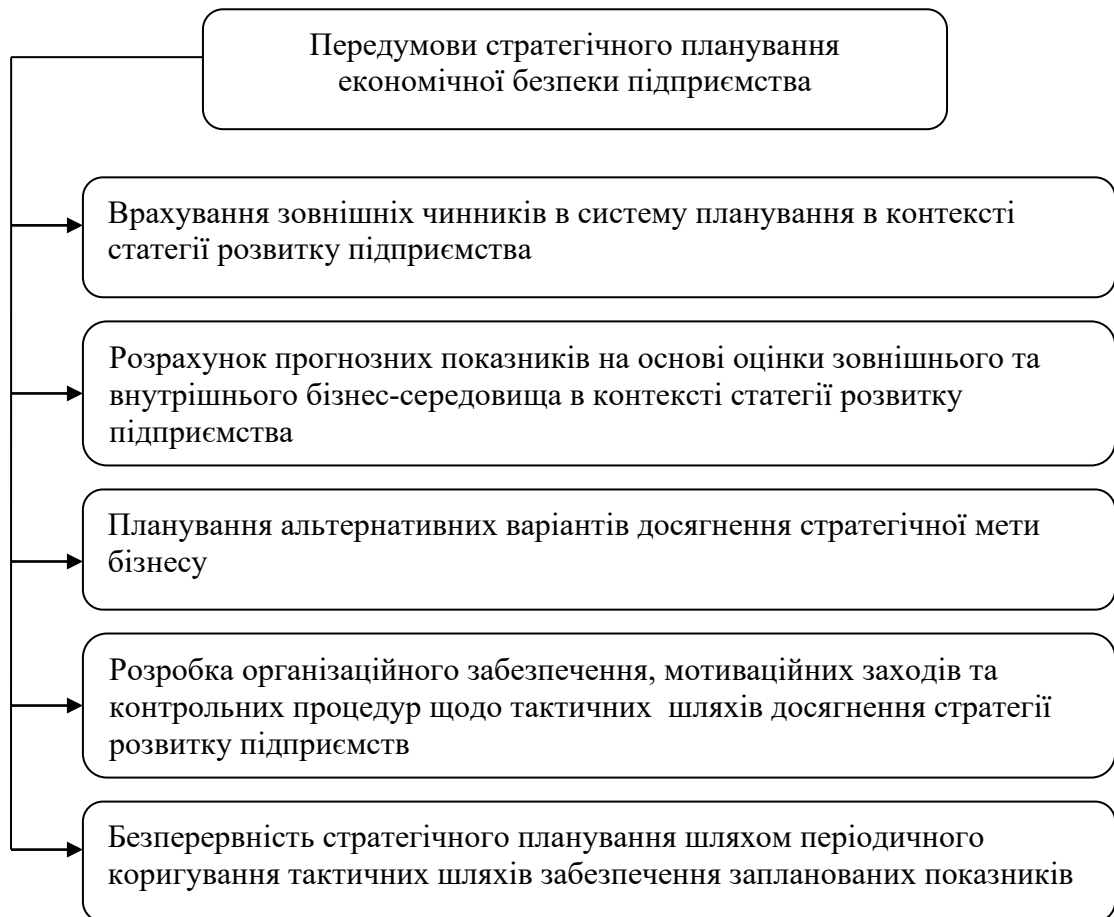 Передумови стратегічного планування
економічної безпеки підприємства
Врахування зовнішніх чинників в систему планування в контексті
статегії розвитку підприємства
Розрахунок прогнозних показників на основі оцінки зовнішнього та
внутрішнього бізнес-середовища в контексті статегії розвитку
підприємства
Планування альтернативних варіантів досягнення стратегічної мети
бізнесу
Розробка організаційного забезпечення, мотиваційних заходів та
контрольних процедур щодо тактичних  шляхів досягнення стратегії
розвитку підприємств
Безперервність стратегічного планування шляхом періодичного
коригування тактичних шляхів забезпечення запланованих показників